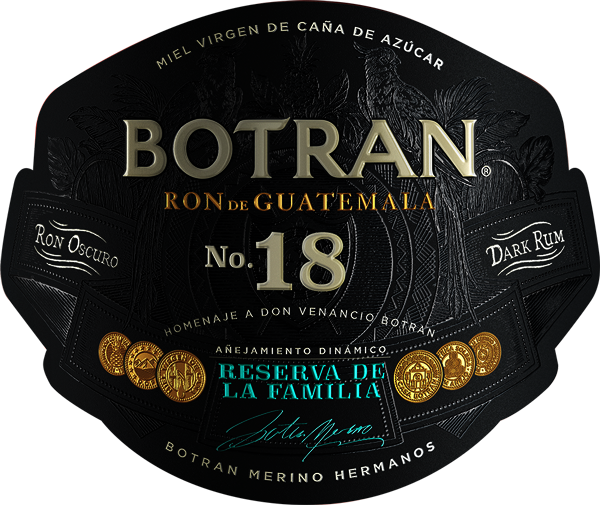 MIEL VIRGEN DE CAÑA DE AZÚCAR
BOTRAN®
RON DE GUATEMALA
No. 18
RON OSCURO
DARK RUM
HOMENAJE A DON VENANCIO BOTRAN
AÑEJAMIENTO DINÁMICO
RESERVA DE
LA FAMILIA
BOTRAN MERINO HERMANOS